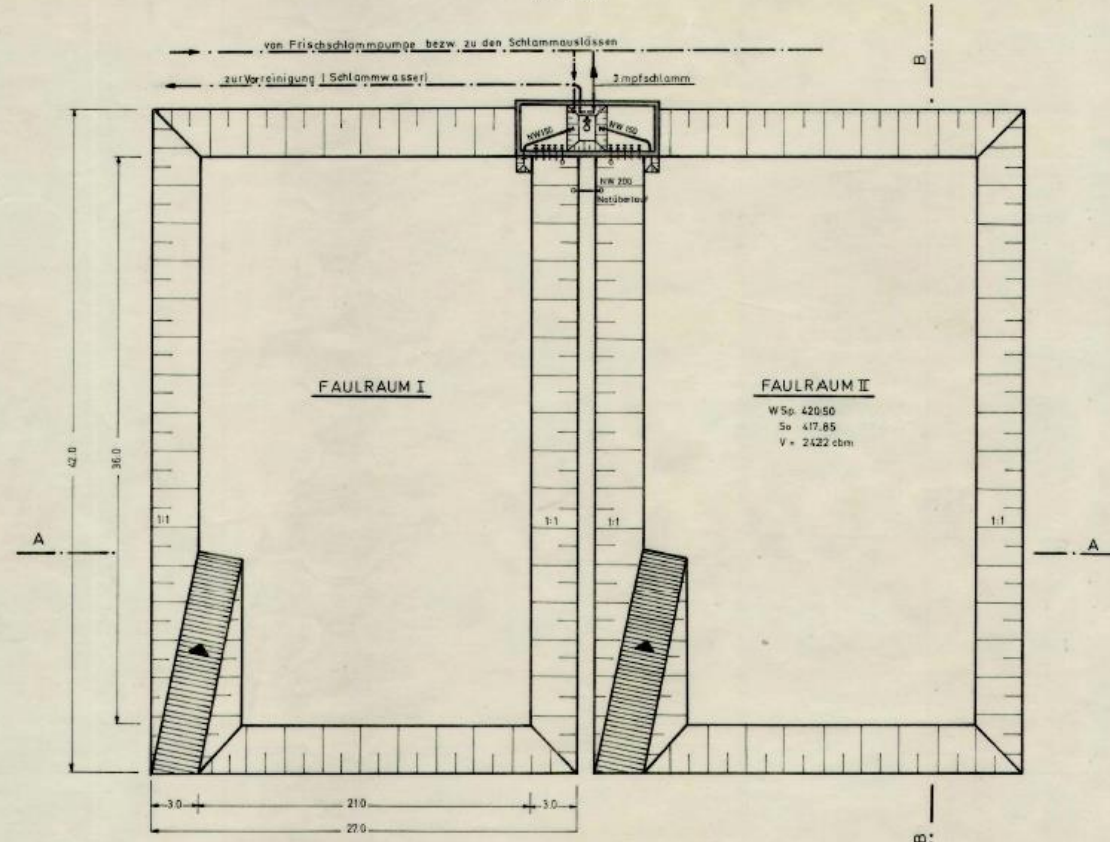 von Frischschlammpumpe bezw. zu den Schlammauslässen
zur Vorreinigung (Schlammwasser)
Impfschlamm
B
NW 150
NW 150
NW 200
Notüberlauf
FAULRAUM I
FAULRAUM II
W.Sp. 420.50
So 417.85
V = 2422 cbm
42.0
36.0
1:1
1:1
1:1
1:1
A
A
3.0
21.0
3.0
27.0
B